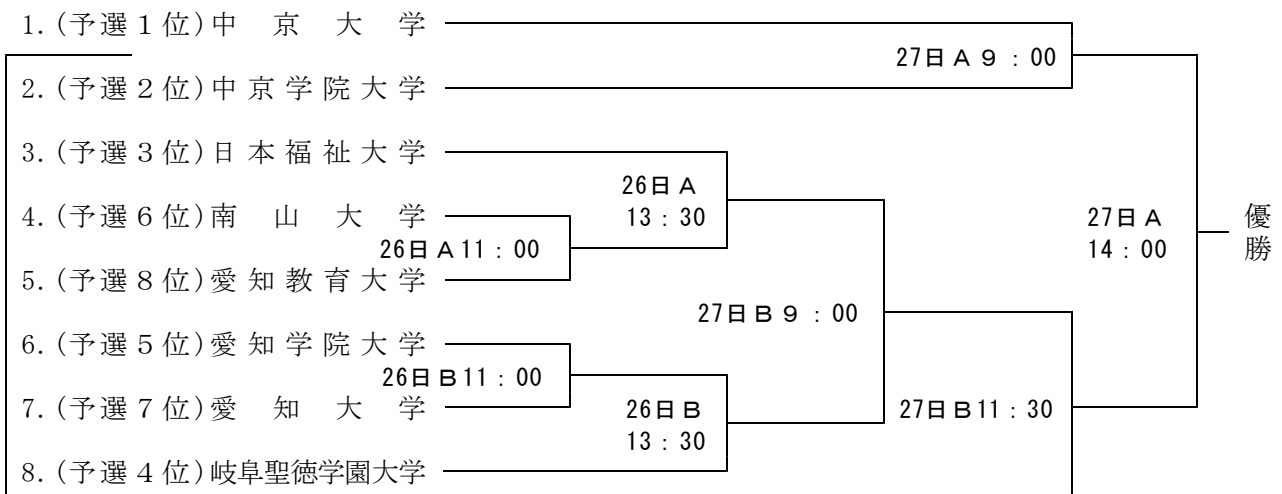 1. (予選１位)中京大学
27日Ａ９：00
2. (予選２位)中京学院大学
3. (予選３位)日本福祉大学
26日Ａ
13：30
4. (予選６位)南山大学
26日Ａ11：00
5. (予選８位)愛知教育大学
27日Ａ
14：00
優勝
27日Ｂ９：00
6. (予選５位)愛知学院大学
26日Ｂ11：00
7. (予選７位)愛知大学
26日Ｂ
13：30
27日Ｂ11：30
8. (予選４位)岐阜聖徳学園大学